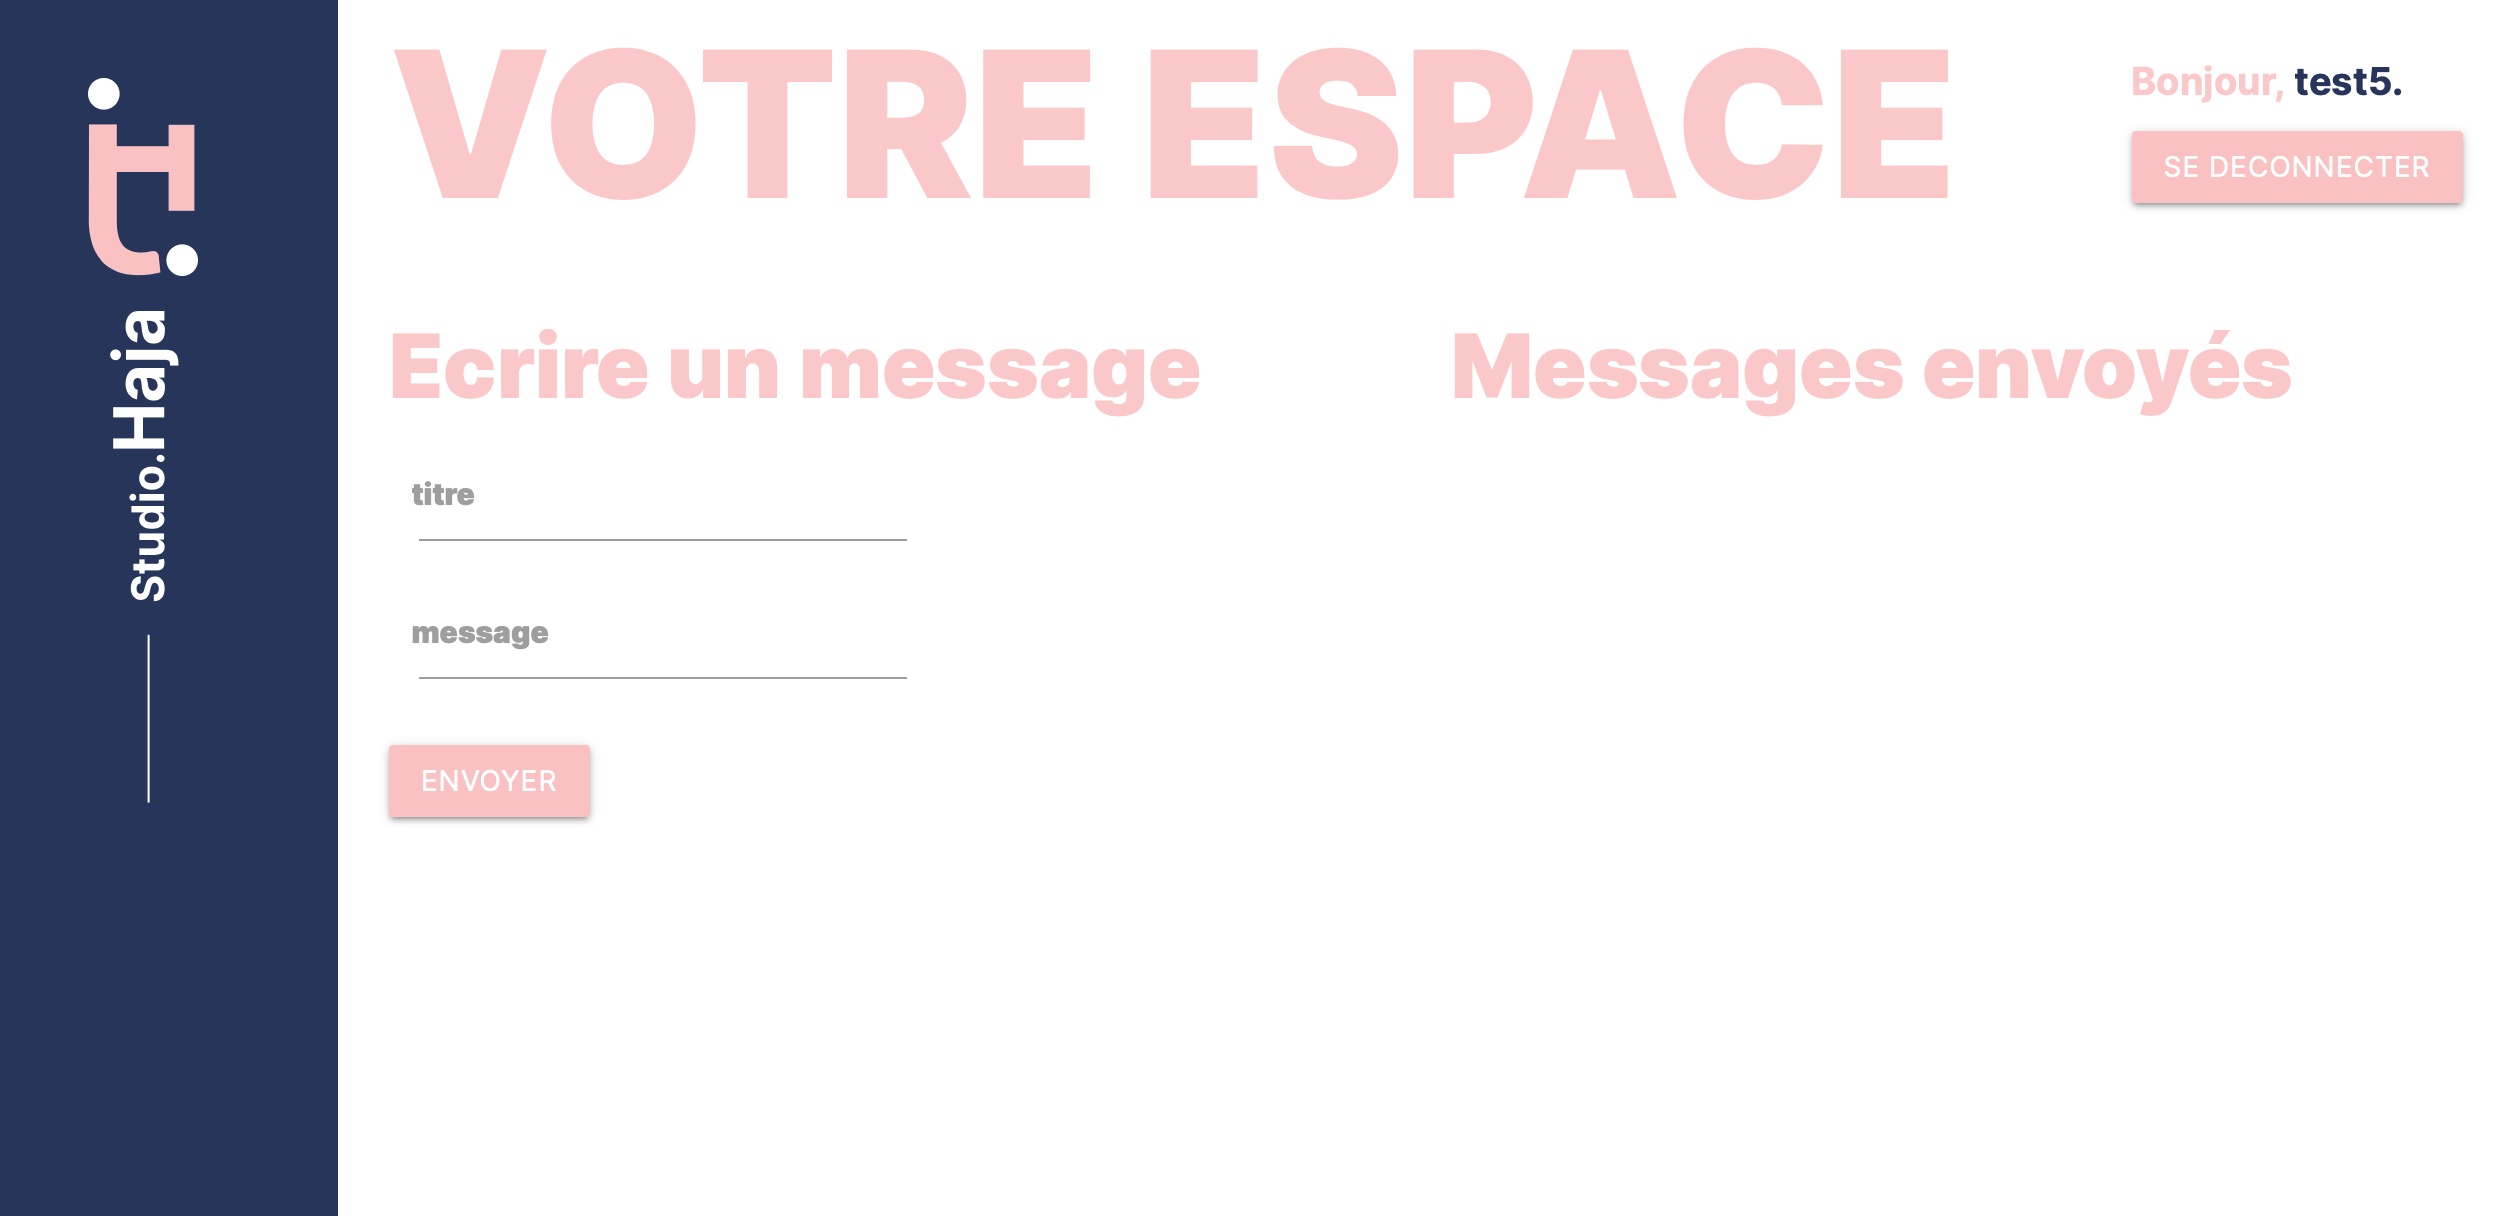 Studio.Haja
VOTRE ESPACE
Bonjour, test5.
SE DECONNECTER
Ecrire un message
Messages envoyés
titre
message
ENVOYER